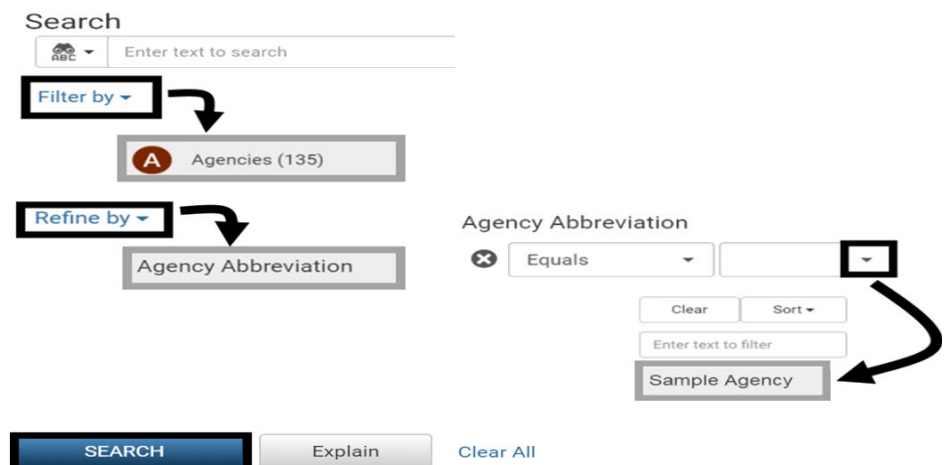 Search
ABC Enter text to search
Filter by
A Agencies (135)
Refine by
Agency Abbreviation
Agency Abbreviation
Equals
Clear Sort
Enter text to filter
Sample Agency
SEARCH Explain Clear All